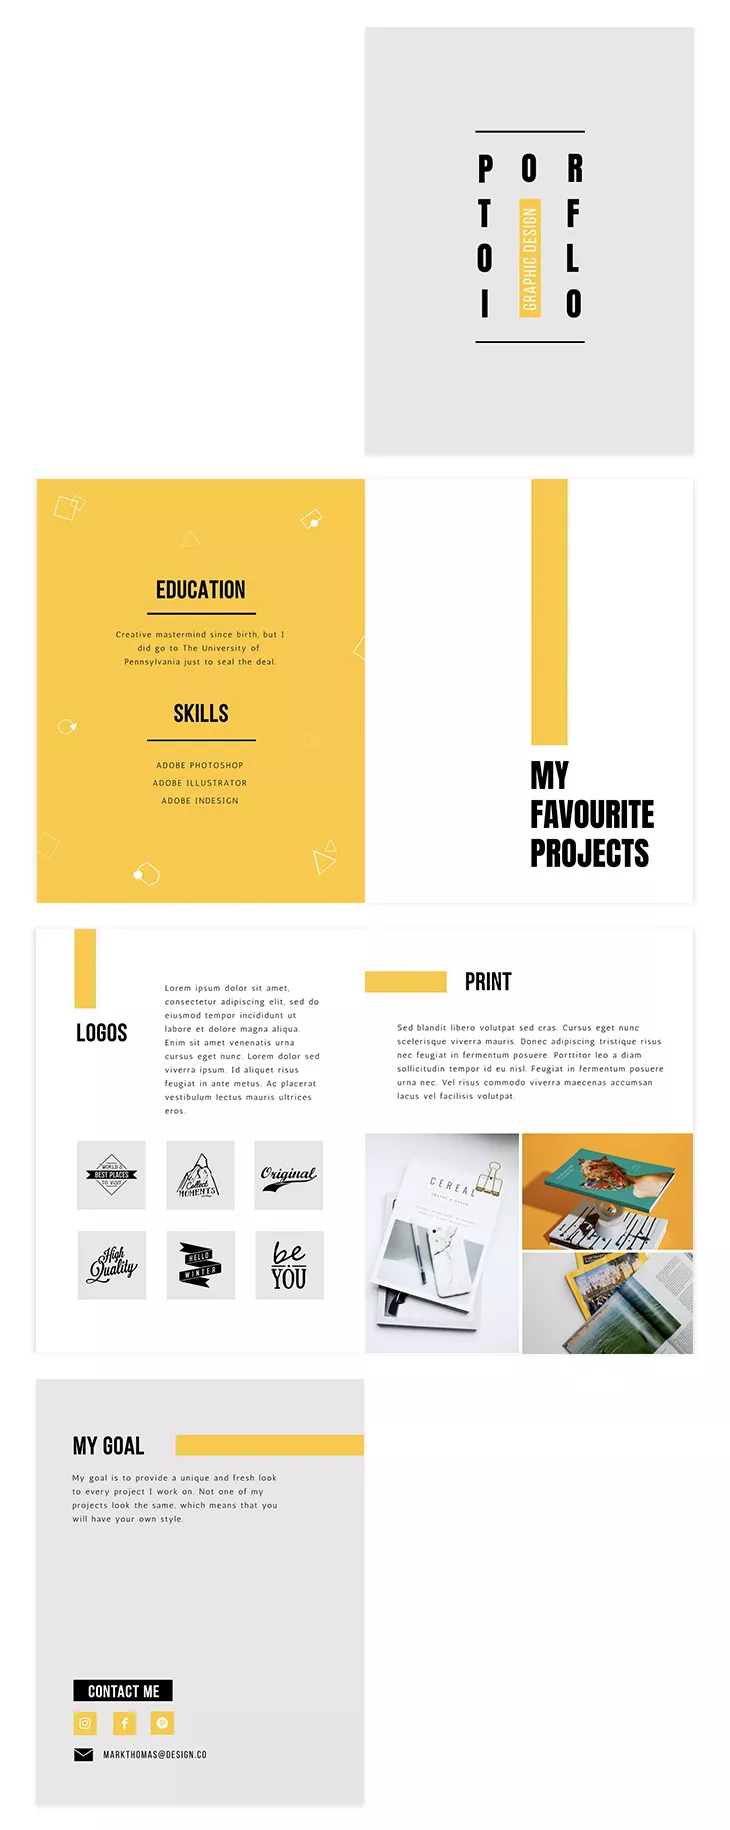 P O R
T F
O L
I O
GRAPHIC DESIGN
EDUCATION
Creative mastermind since birth, but I
did go to The University of
Pennsylvania just to seal the deal.
SKILLS
ADOBE PHOTOSHOP
ADOBE ILLUSTRATOR
ADOBE INDESIGN
MY
FAVOURITE
PROJECTS
LOGOS
Lorem ipsum dolor sit amet,
consectetur adipiscing elit, sed do
eiusmod tempor incididunt ut
labore et dolore magna aliqua.
Enim sit amet venenatis urna
cursus eget nunc. Lorem dolor sed
viverra ipsum. Id aliquet risus
feugiat in ante metus. Ac placerat
vestibulum lectus mauris ultrices
eros.
WORLD'S
BEST PLACES
TO VISIT
Collect
MOMENTS
Original
High
Quality
HELLO
WINTER
be
YOU
PRINT
Sed blandit libero volutpat sed cras. Cursus eget nunc
scelerisque viverra mauris. Donec adipiscing tristique risus
nec feugiat in fermentum posuere. Porttitor leo a diam
sollicitudin tempor id eu nisl. Feugiat in fermentum posuere
urna nec. Vel risus commodo viverra maecenas accumsan
lacus vel facilisis volutpat.
CEREAL
MY GOAL
My goal is to provide a unique and fresh look
to every project I work on. Not one of my
projects look the same, which means that you
will have your own style.
CONTACT ME
MARKTHOMAS@DESIGN.CO